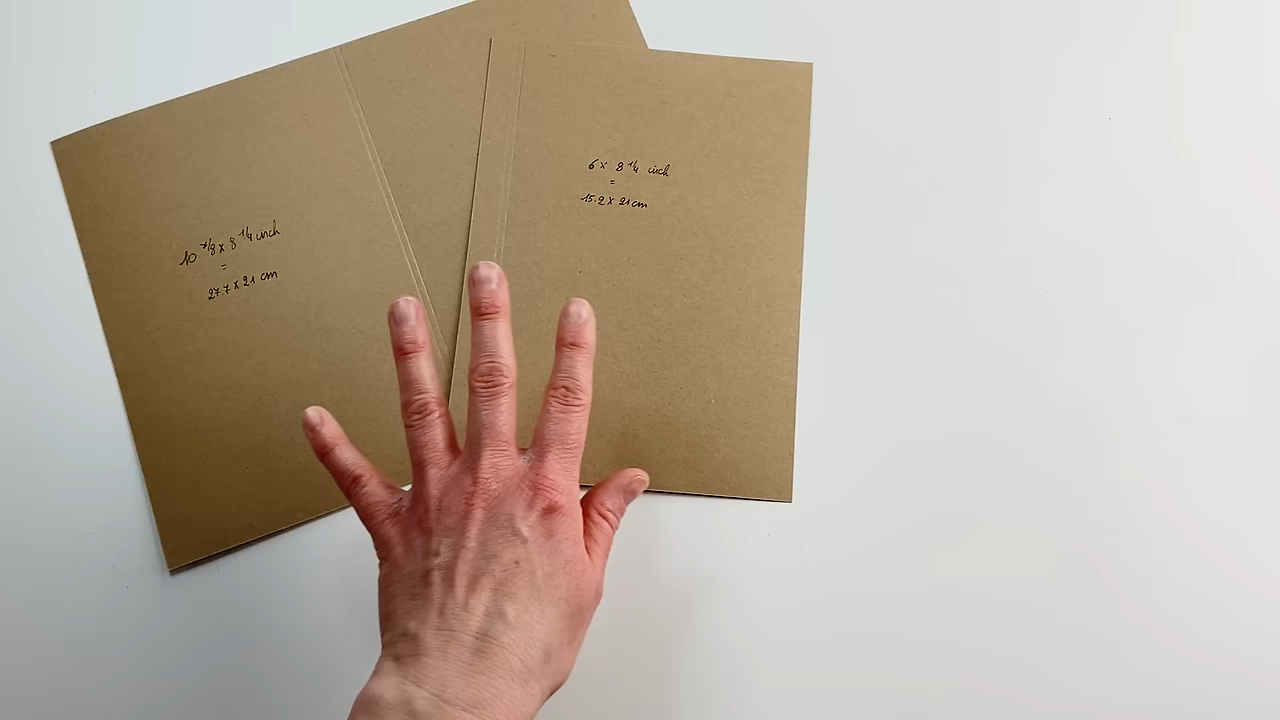 10 7/8 x 8 1/4 inch
=
27.7 x 21 cm
6 x 8 1/4 inch
=
15.2 x 21 cm